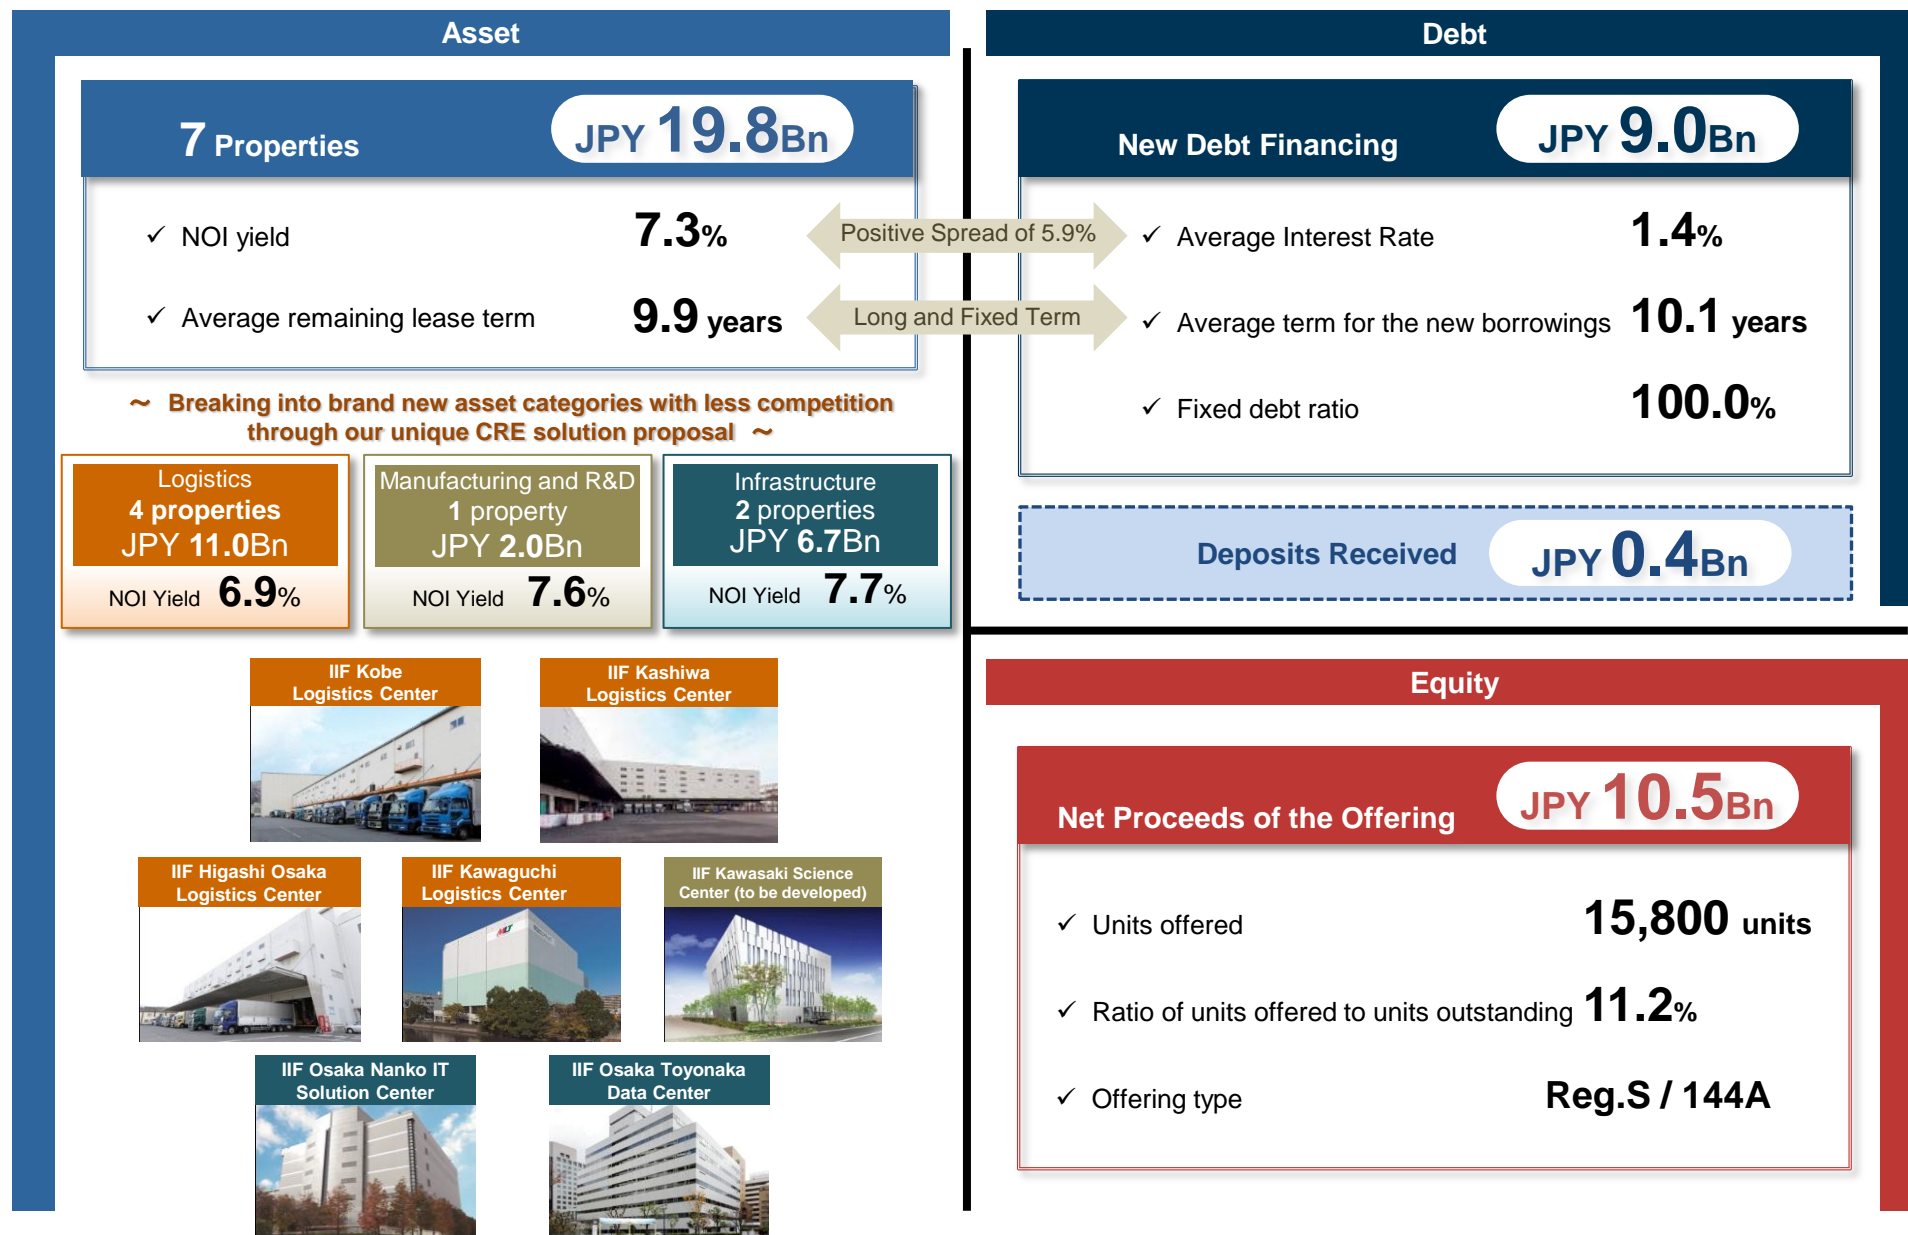 Asset
7 Properties
JPY 19.8Bn
✓ NOI yield
7.3%
✓ Average remaining lease term
9.9 years
Positive Spread of 5.9%
Long and Fixed Term
～ Breaking into brand new asset categories with less competition
through our unique CRE solution proposal ～
Logistics
4 properties
JPY 11.0Bn
NOI Yield 6.9%
Manufacturing and R&D
1 property
JPY 2.0Bn
NOI Yield 7.6%
Infrastructure
2 properties
JPY 6.7Bn
NOI Yield 7.7%
IIF Kobe
Logistics Center
IIF Kashiwa
Logistics Center
IIF Higashi Osaka
Logistics Center
IIF Kawaguchi
Logistics Center
MLT
IIF Kawasaki Science
Center (to be developed)
IIF Osaka Nanko IT
Solution Center
IIF Osaka Toyonaka
Data Center
Debt
New Debt Financing
JPY 9.0Bn
✓ Average Interest Rate
1.4%
✓ Average term for the new borrowings
10.1 years
✓ Fixed debt ratio
100.0%
Deposits Received
JPY 0.4Bn
Equity
Net Proceeds of the Offering
JPY 10.5Bn
✓ Units offered
15,800 units
✓ Ratio of units offered to units outstanding
11.2%
✓ Offering type
Reg.S / 144A